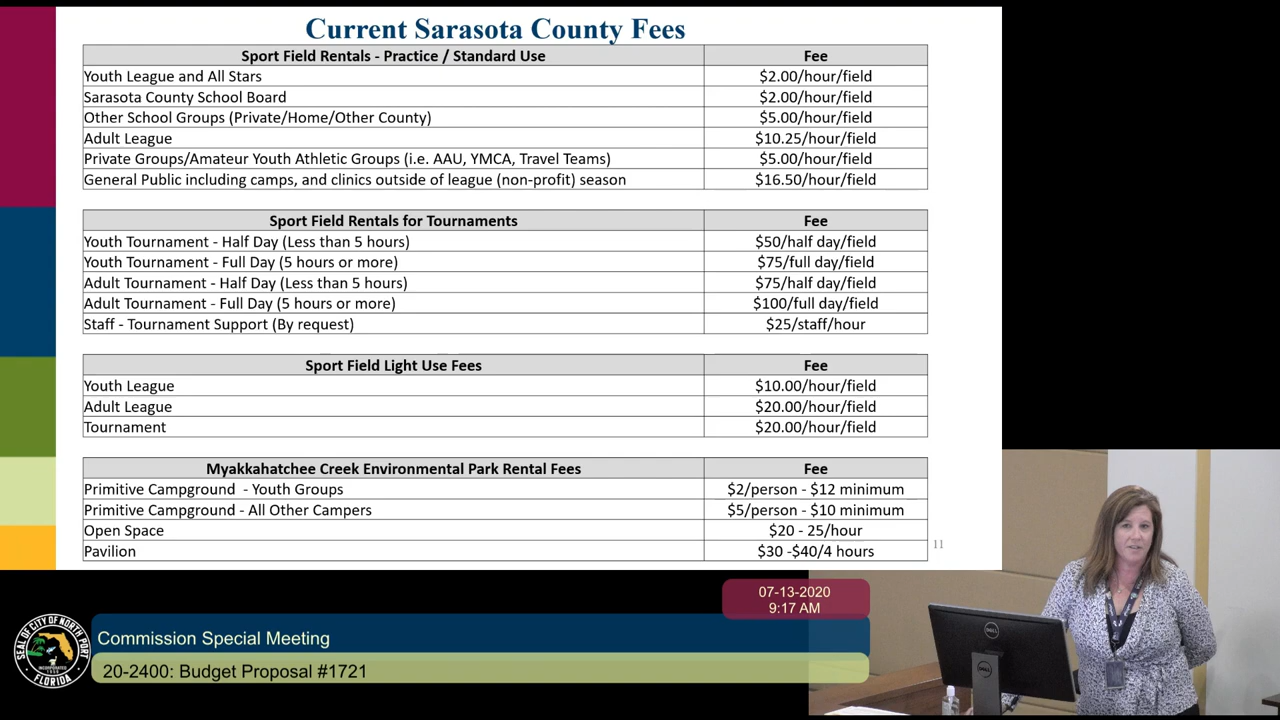 Current Sarasota County Fees
Sport Field Rentals - Practice / Standard Use Fee
Youth League and All Stars $2.00/hour/field
Sarasota County School Board $2.00/hour/field
Other School Groups (Private/Home/Other County) $5.00/hour/field
Adult League $10.25/hour/field
Private Groups/Amateur Youth Athletic Groups (i.e. AAU, YMCA, Travel Teams) $5.00/hour/field
General Public including camps, and clinics outside of league (non-profit) season $16.50/hour/field
Sport Field Rentals for Tournaments Fee
Youth Tournament - Half Day (Less than 5 hours) $50/half day/field
Youth Tournament - Full Day (5 hours or more) $75/full day/field
Adult Tournament - Half Day (Less than 5 hours) $75/half day/field
Adult Tournament - Full Day (5 hours or more) $100/full day/field
Staff - Tournament Support (By request) $25/staff/hour
Sport Field Light Use Fees Fee
Youth League $10.00/hour/field
Adult League $20.00/hour/field
Tournament $20.00/hour/field
Myakkahatchee Creek Environmental Park Rental Fees Fee
Primitive Campground - Youth Groups $2/person - $12 minimum
Primitive Campground - All Other Campers $5/person - $10 minimum
Open Space $20 - 25/hour
Pavilion $30 -$40/4 hours
11
07-13-2020
9:17 AM
Commission Special Meeting
20-2400: Budget Proposal #1721
SEAL OF CITY OF NORTH PORT
INCORPORATED
FLORIDA
DELL
DELL